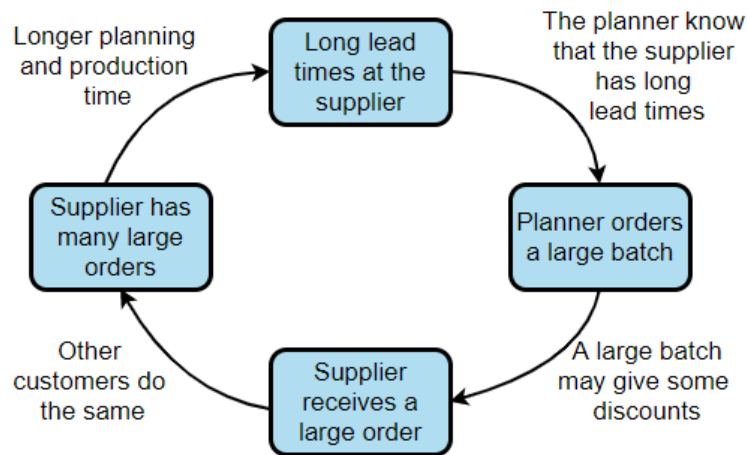 Longer planning
and production
time
Long lead
times at the
supplier
The planner know
that the supplier
has long
lead times
Planner orders
a large batch
A large batch
may give some
discounts
Supplier
receives a
large order
Other
customers do
the same
Supplier has
many large
orders